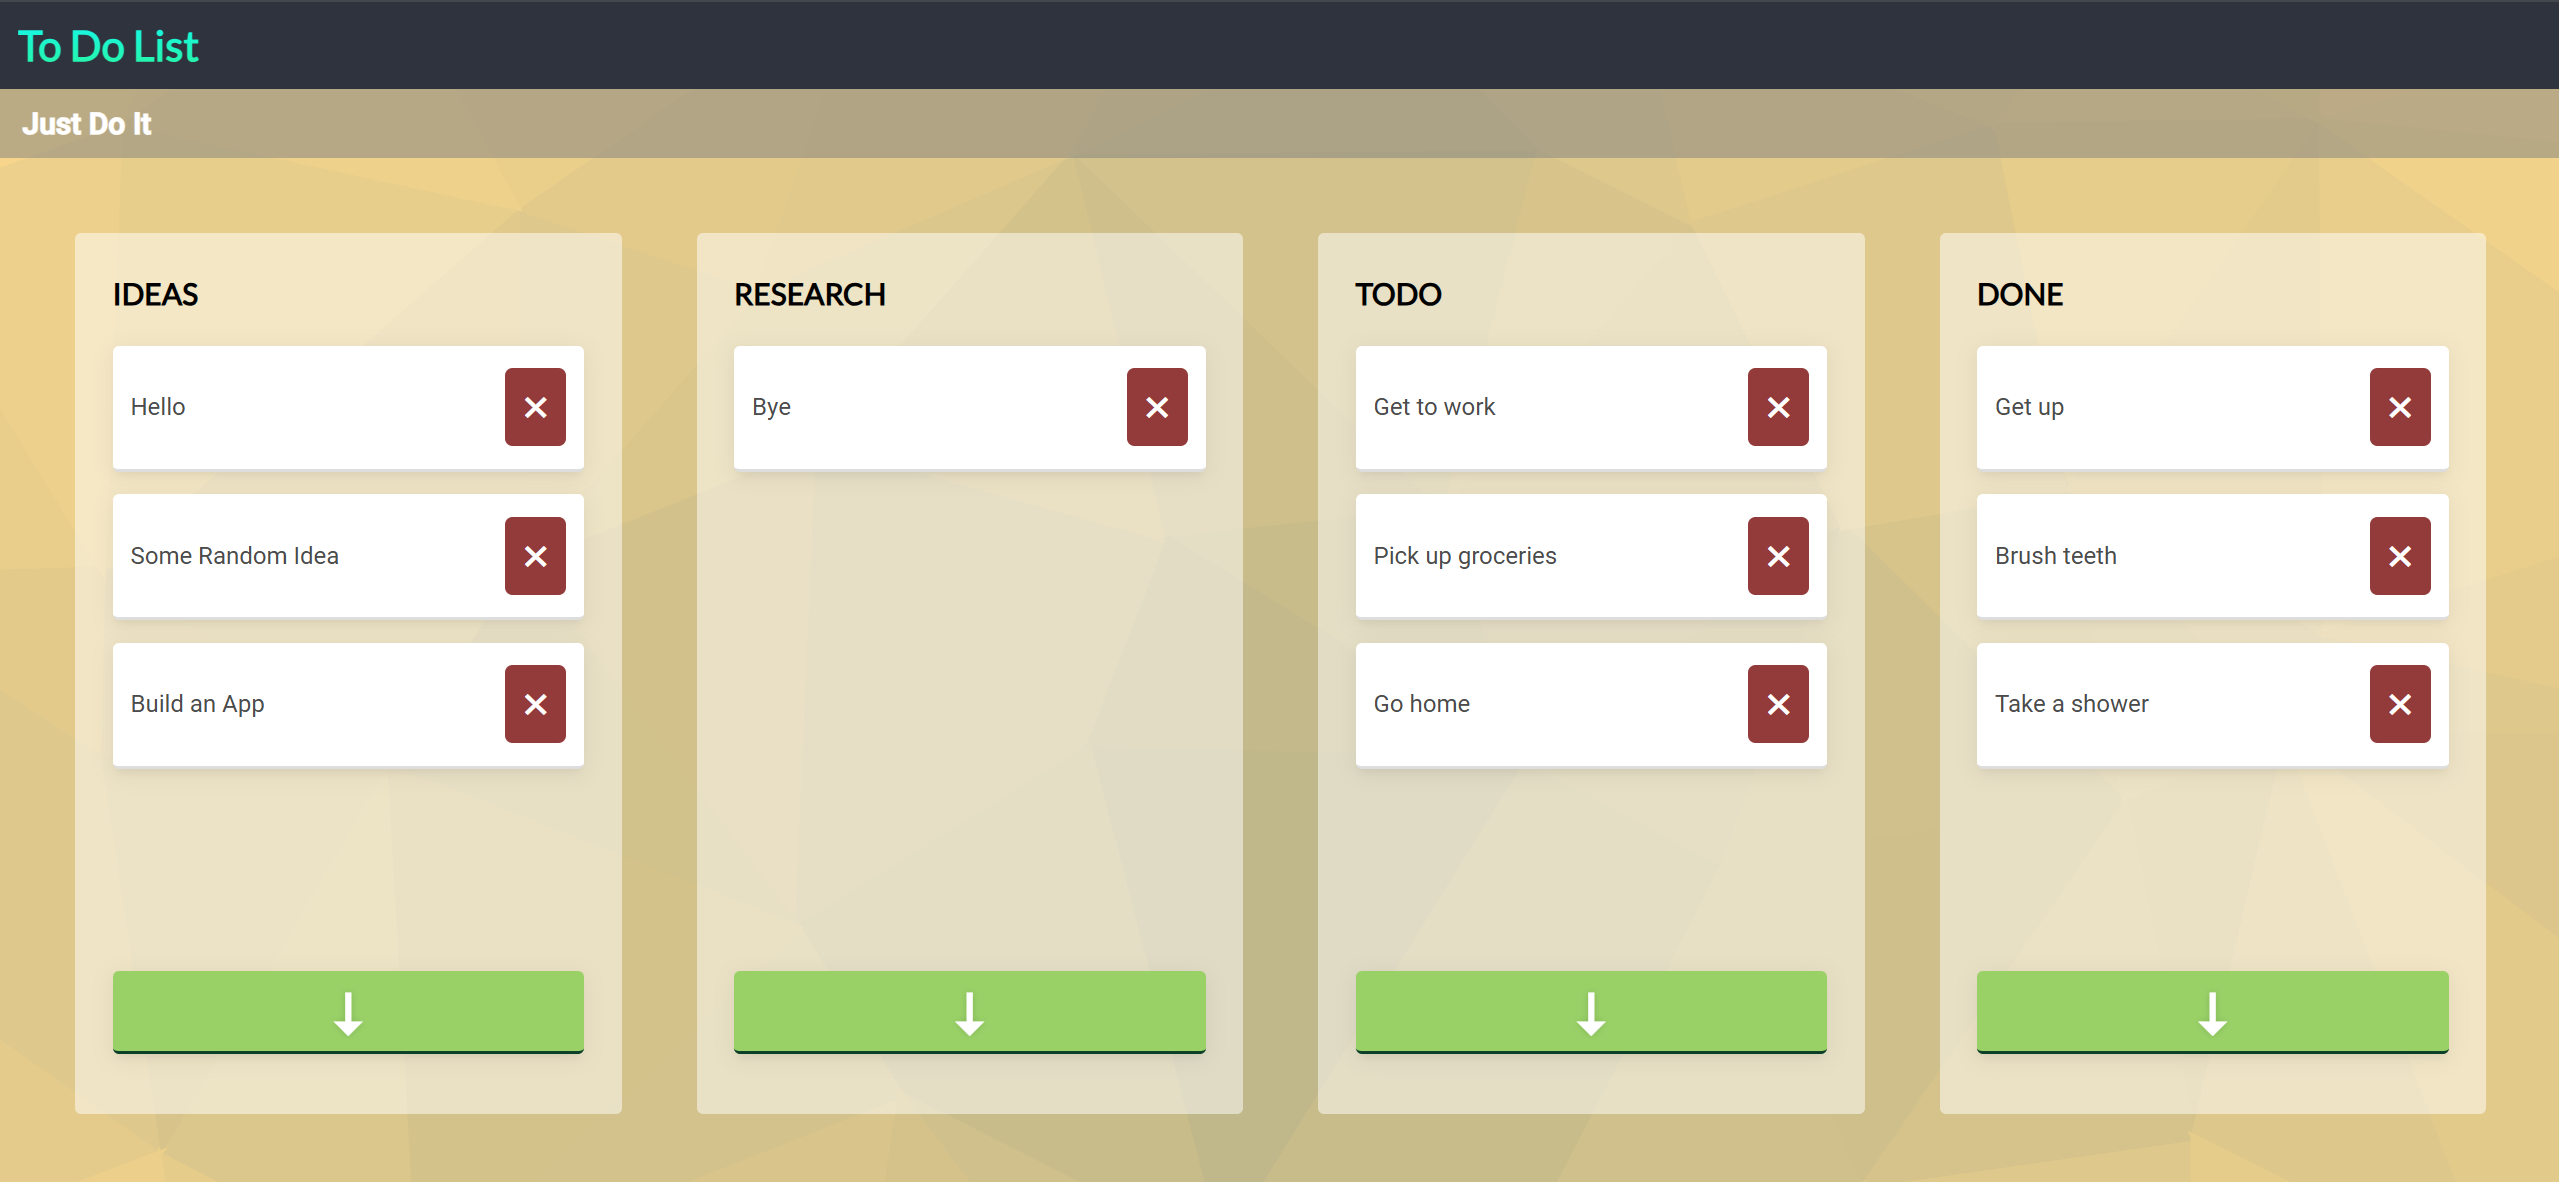 To Do List
Just Do It
IDEAS
Hello
Some Random Idea
Build an App
RESEARCH
Bye
TODO
Get to work
Pick up groceries
Go home
DONE
Get up
Brush teeth
Take a shower